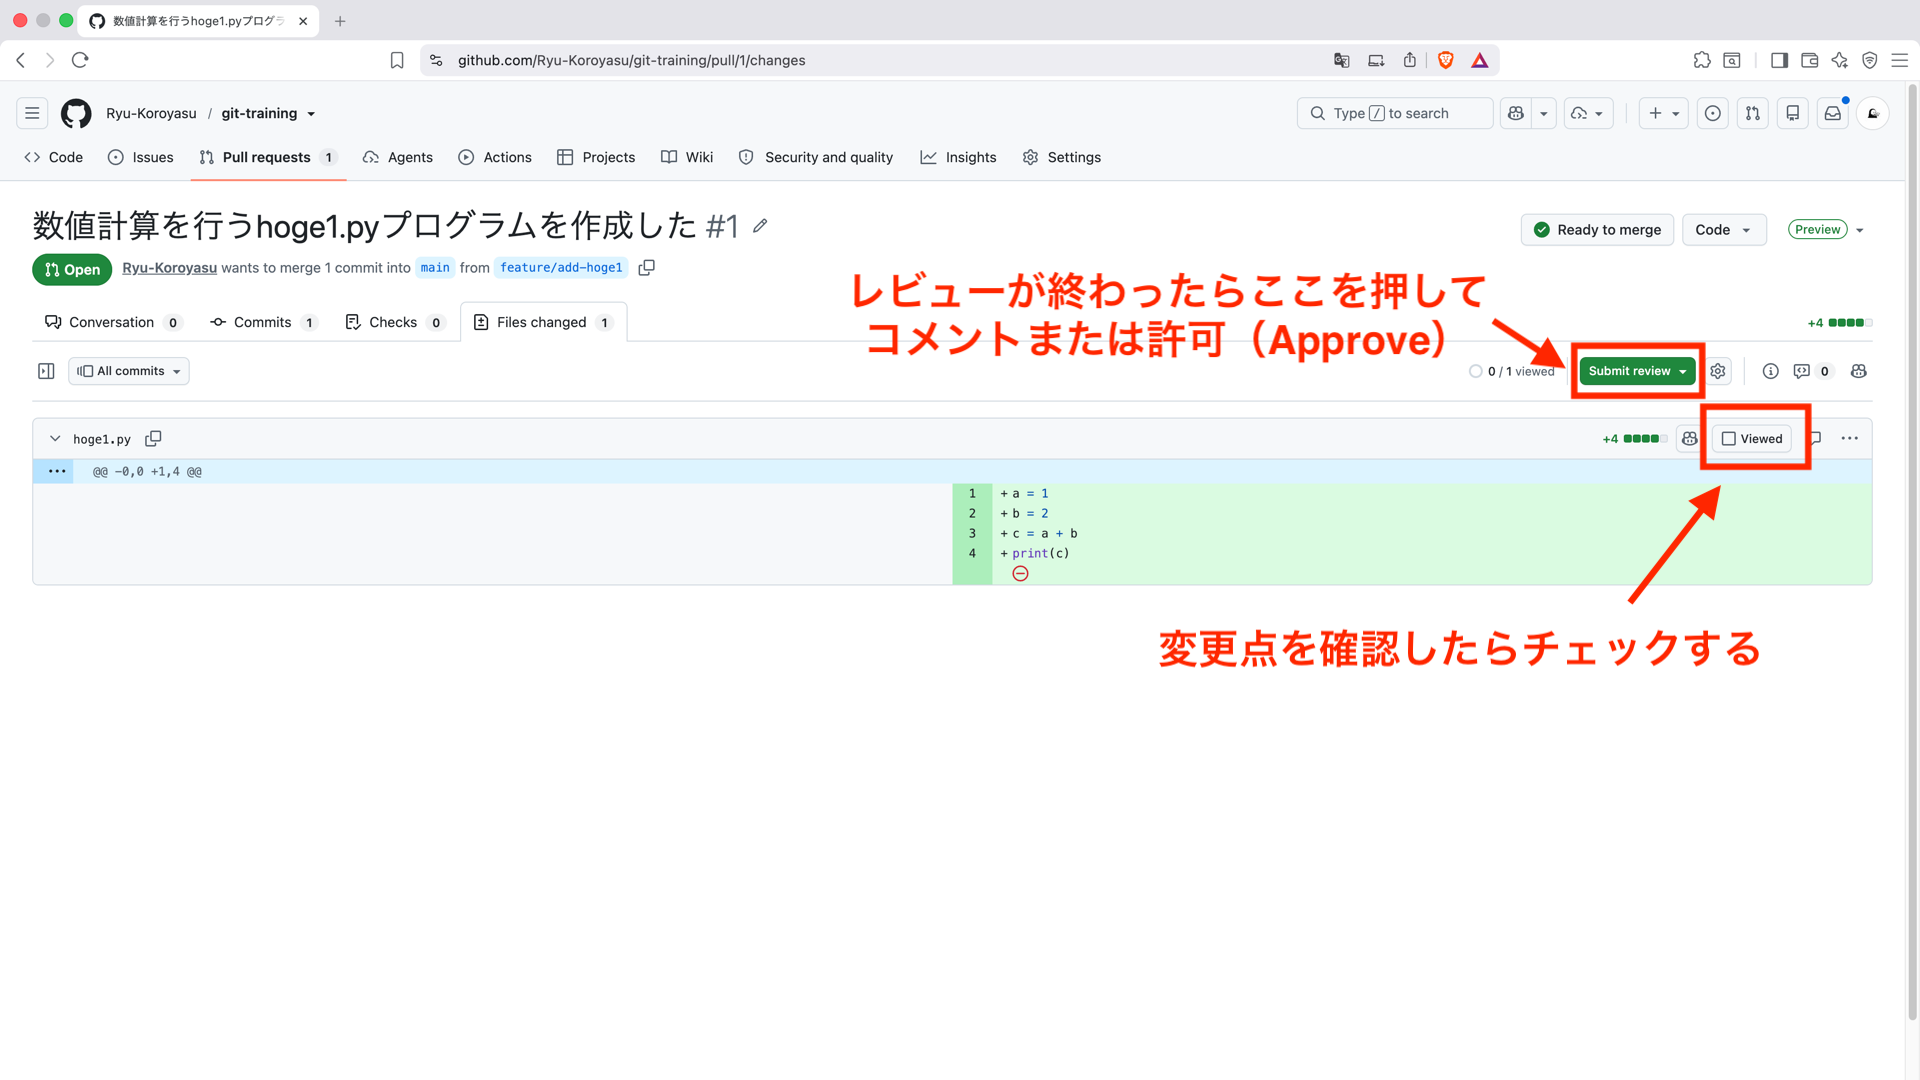 数値計算を行うhoge1.pyプログラ
github.com/Ryu-Koroyasu/git-training/pull/1/changes
Ryu-Koroyasu / git-training
Type / to search
Code
Issues
Pull requests 1
Agents
Actions
Projects
Wiki
Security and quality
Insights
Settings
数値計算を行うhoge1.pyプログラムを作成した #1
Ready to merge
Code
Preview
Open
Ryu-Koroyasu wants to merge 1 commit into main from feature/add-hoge1
レビューが終わったらここを押して
コメントまたは許可（Approve）
Conversation 0
Commits 1
Checks 0
Files changed 1
+4
All commits
0 / 1 viewed
Submit review
0
hoge1.py
+4
Viewed
@@ -0,0 +1,4 @@
1 + a = 1
2 + b = 2
3 + c = a + b
4 + print(c)
変更点を確認したらチェックする